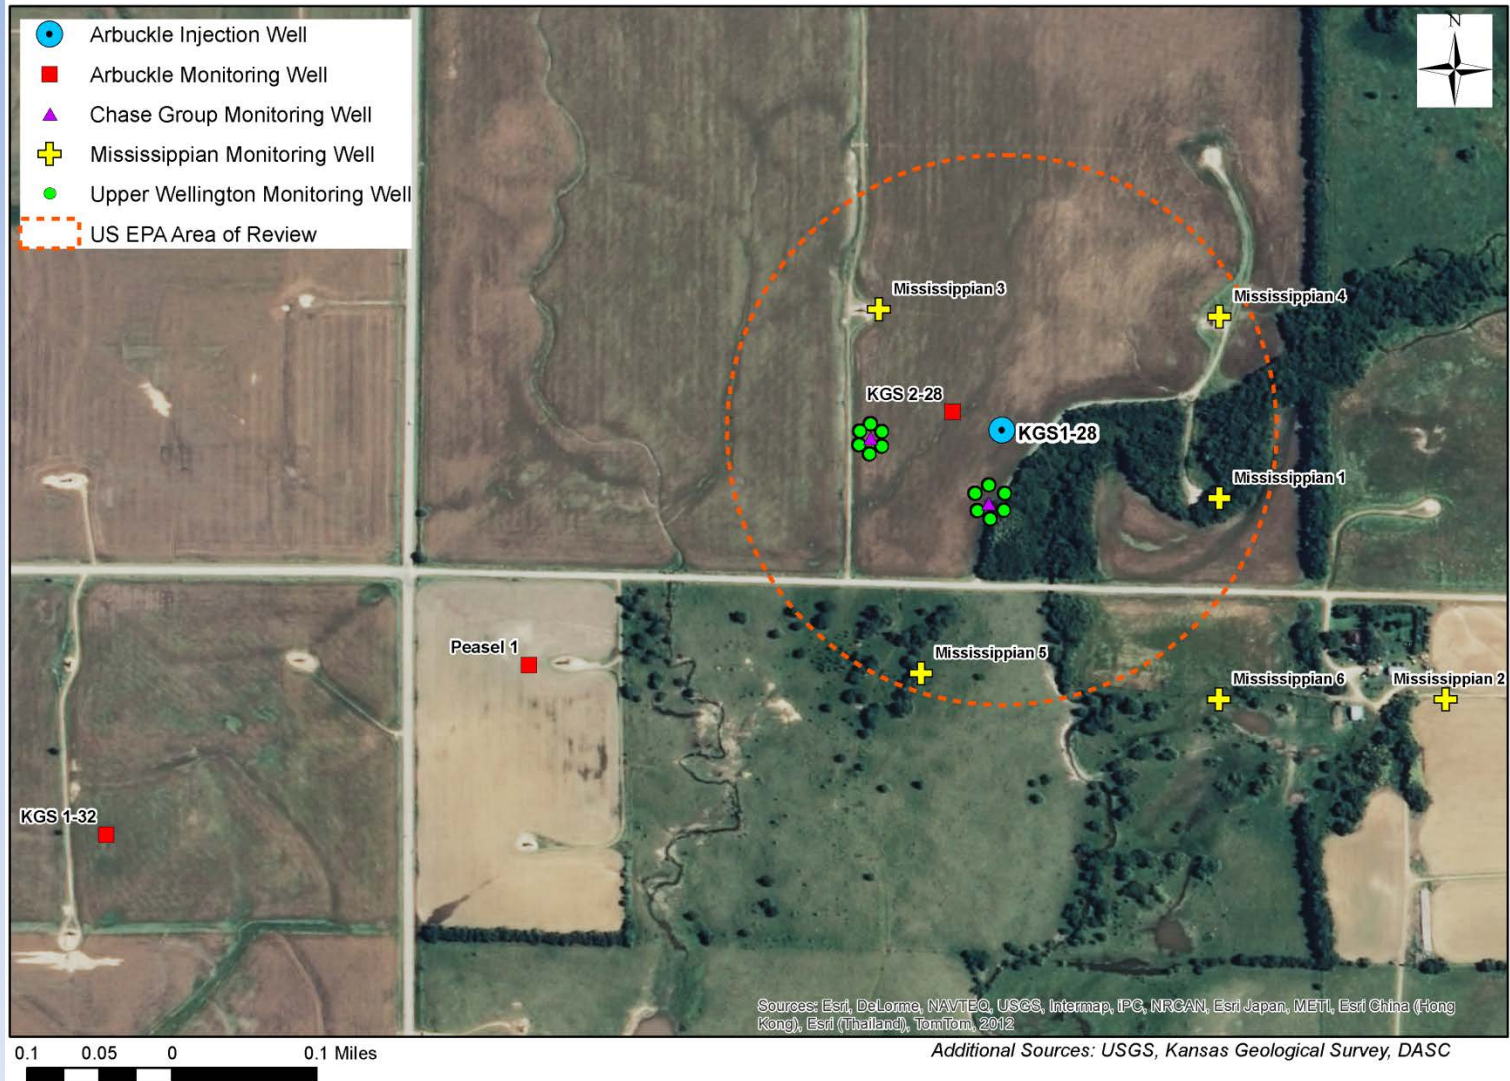 Arbuckle Injection Well
Arbuckle Monitoring Well
Chase Group Monitoring Well
Mississippian Monitoring Well
Upper Wellington Monitoring Well
US EPA Area of Review
N
Mississippian 3
Mississippian 4
KGS 2-28
KGS1-28
Mississippian 1
Peasel 1
Mississippian 5
Mississippian 6
Mississippian 2
KGS 1-32
Sources: Esri, DeLorme, NAVTEQ, USGS, Intermap, iPC, NRCAN, Esri Japan, METI, Esri China (Hong
Kong), Esri (Thailand), TomTom, 2012
0.1 0.05 0 0.1 Miles
Additional Sources: USGS, Kansas Geological Survey, DASC